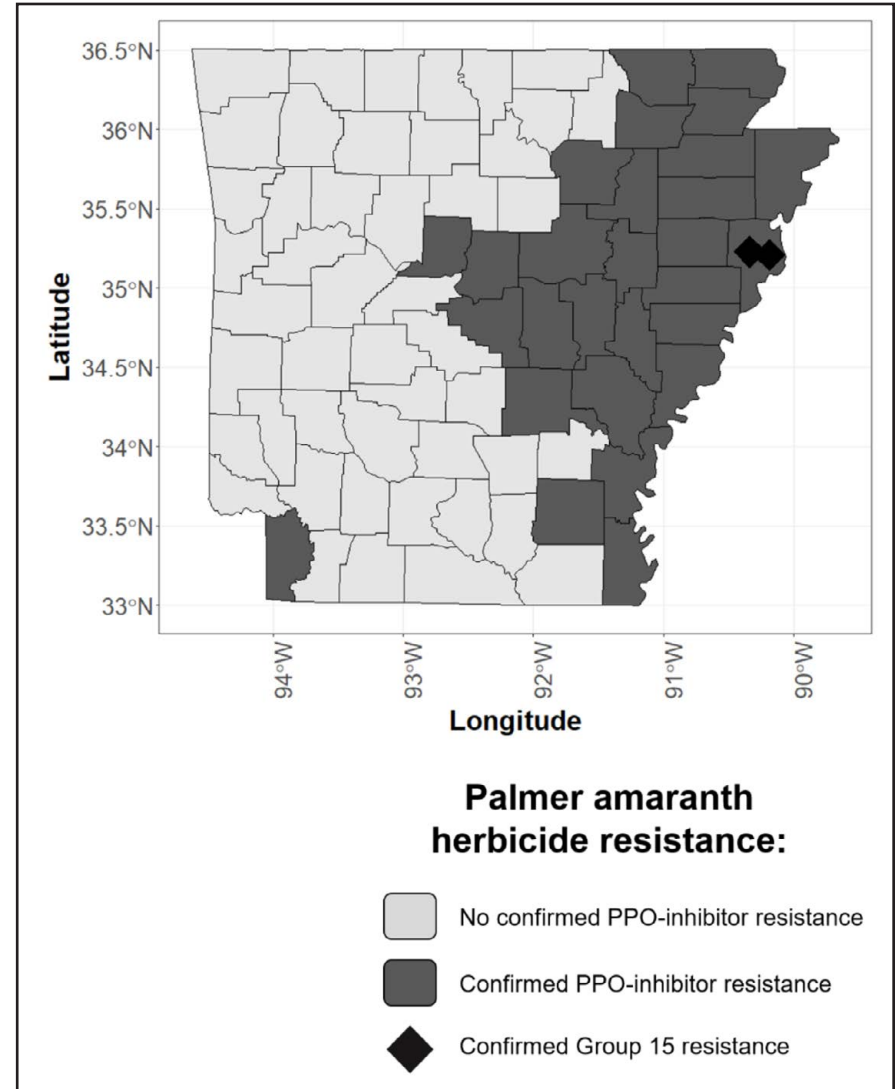 36.5°N
36°N
35.5°N
35°N
34.5°N
34°N
33.5°N
33°N
Latitude
94°W
93°W
92°W
91°W
90°W
Longitude
Palmer amaranth
herbicide resistance:
No confirmed PPO-inhibitor resistance
Confirmed PPO-inhibitor resistance
Confirmed Group 15 resistance